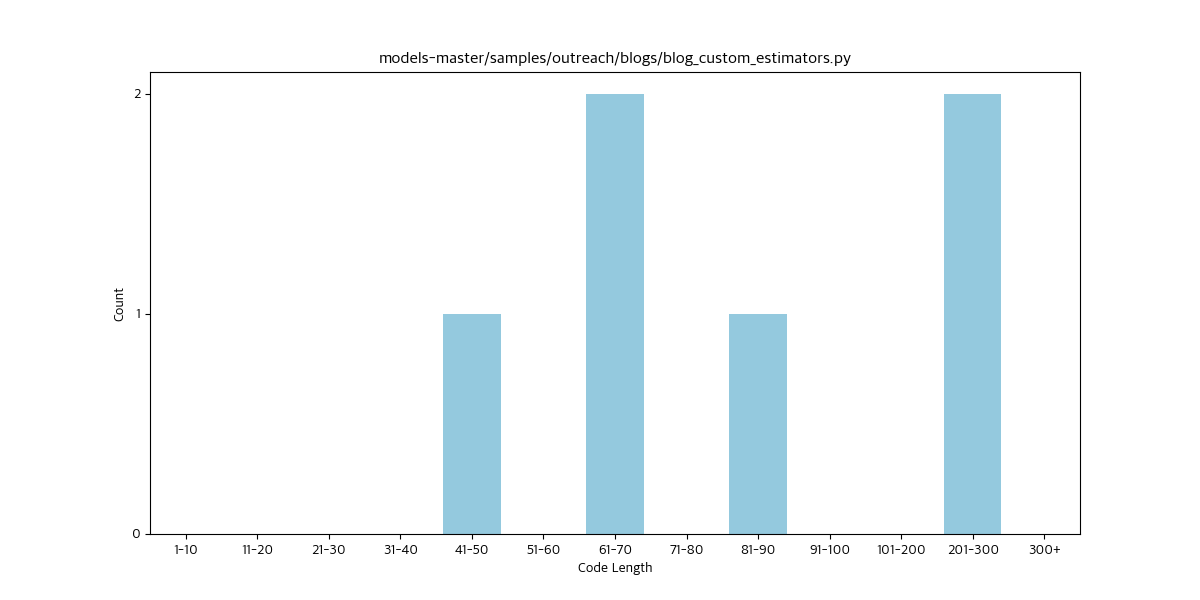 models-master/samples/outreach/blogs/blog_custom_estimators.py
Count
2
1
0
1-10 11-20 21-30 31-40 41-50 51-60 61-70 71-80 81-90 91-100 101-200 201-300 300+
Code Length